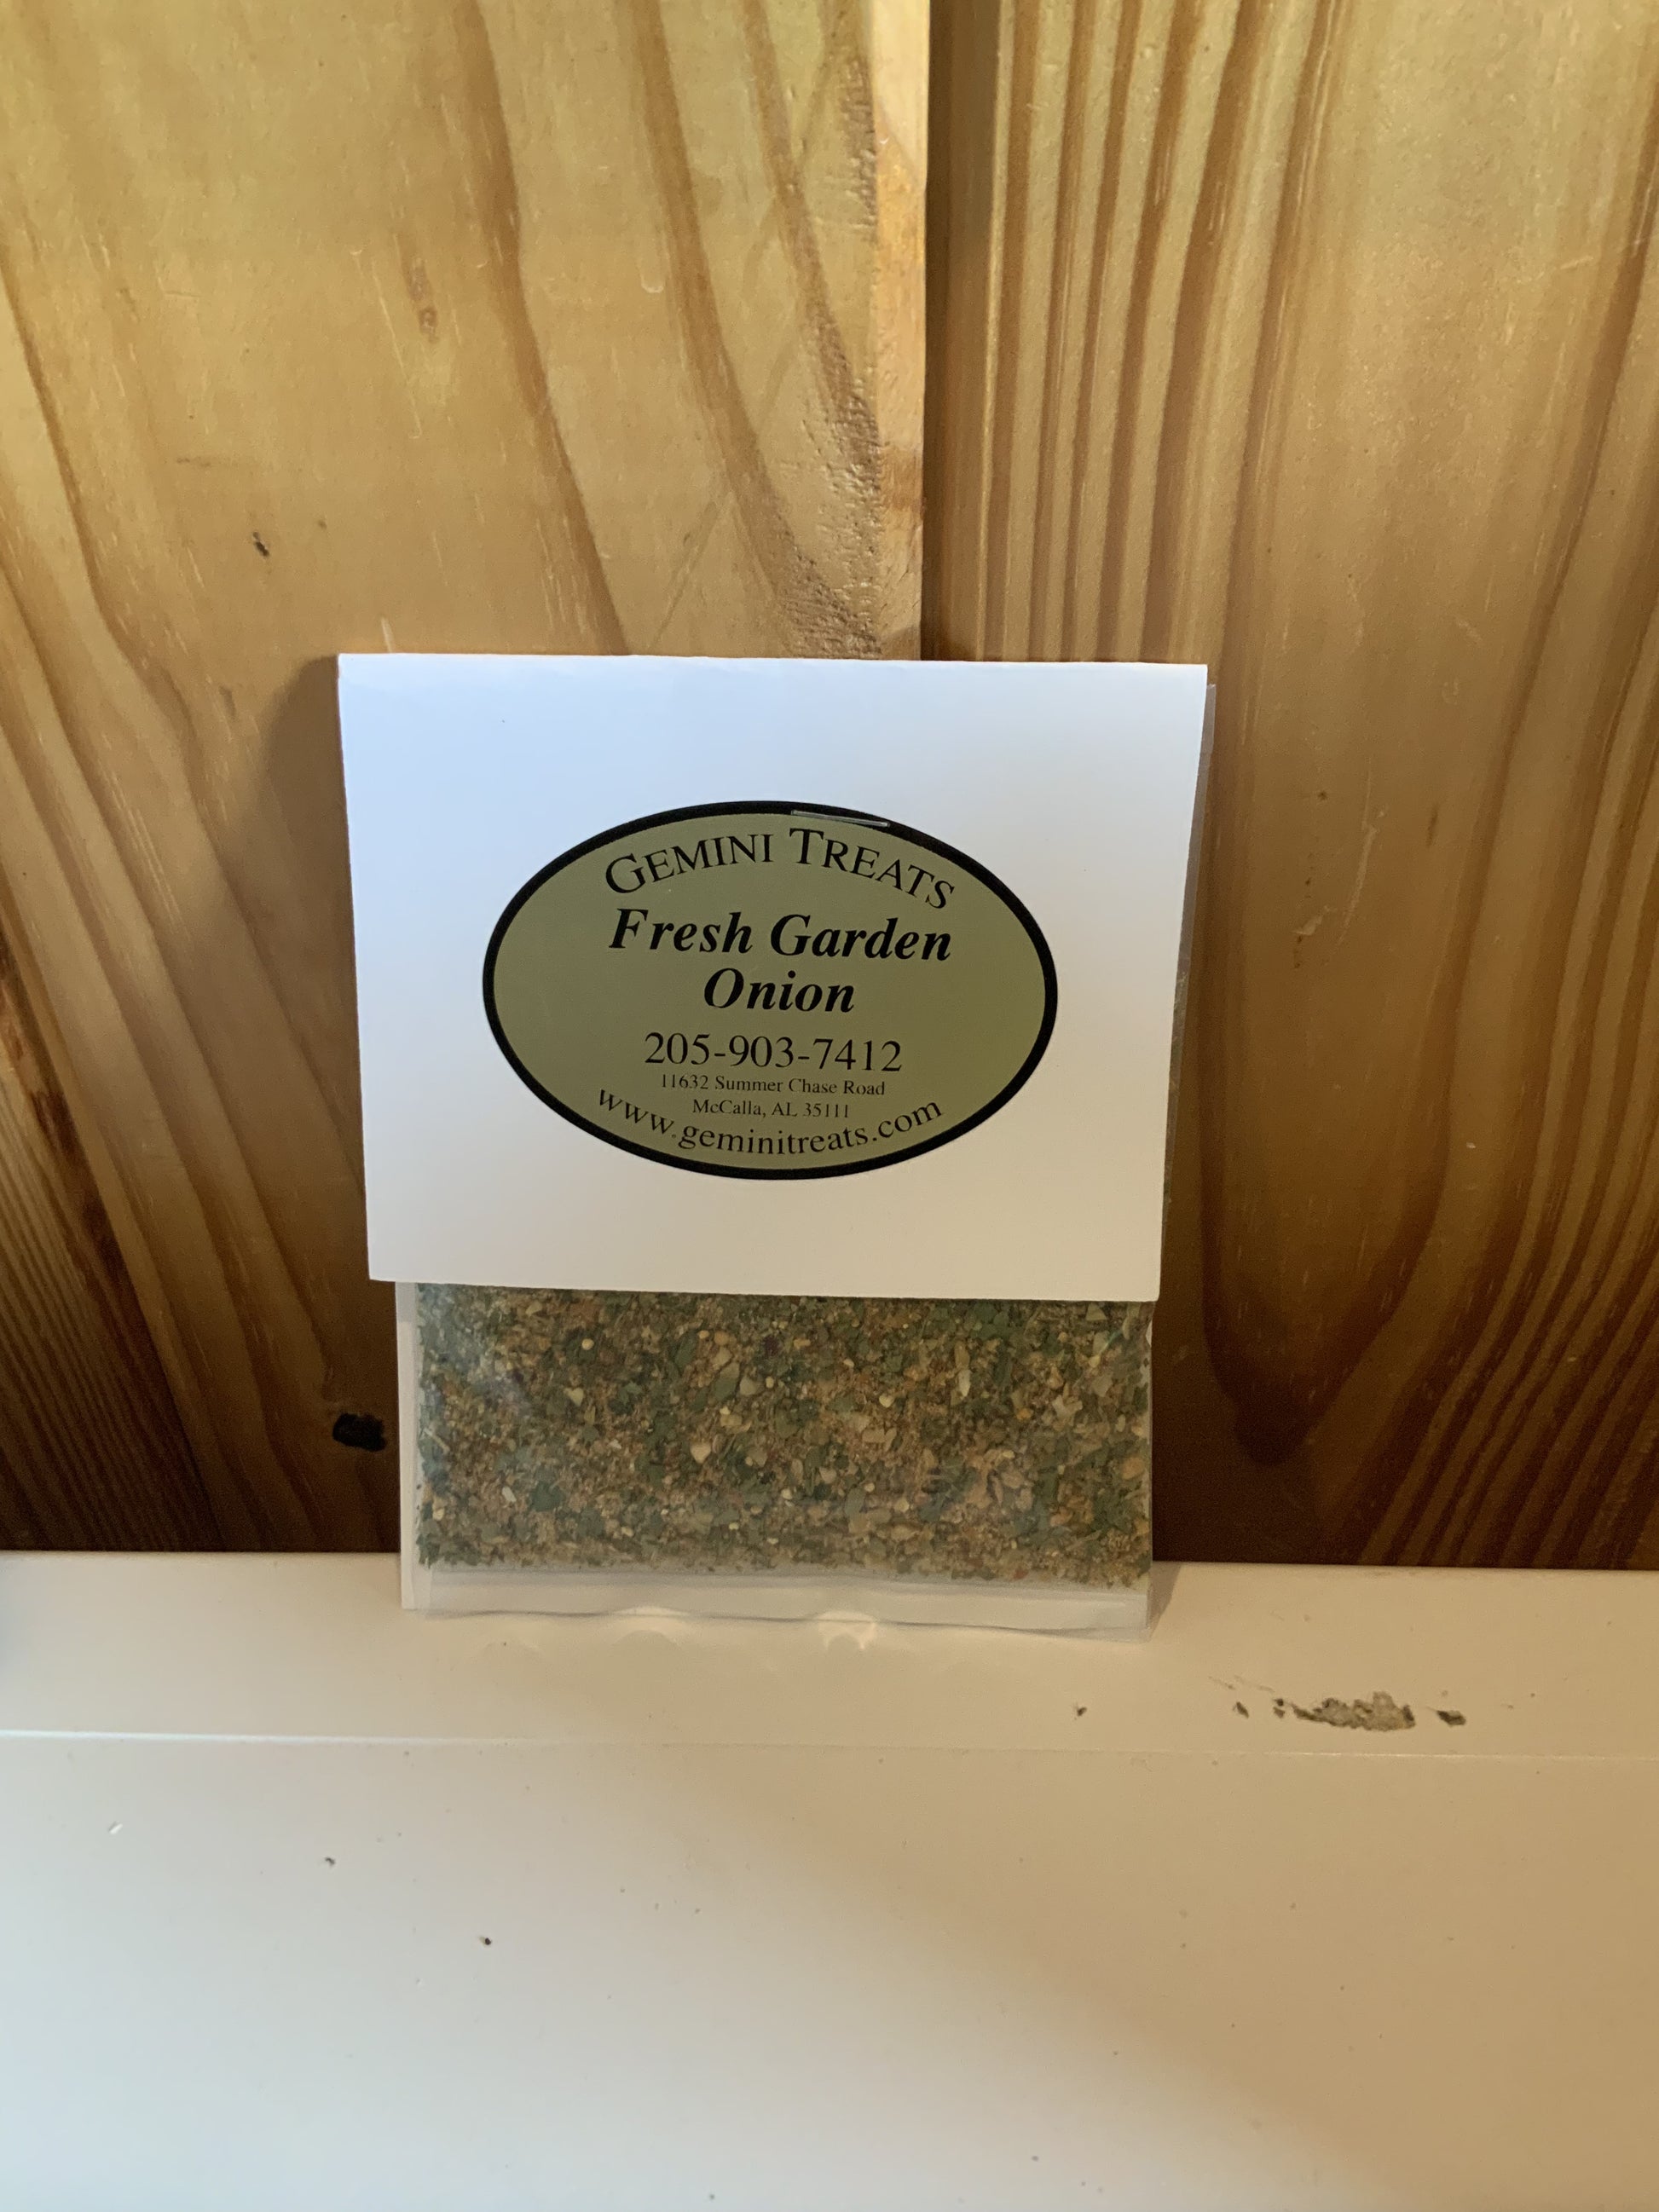 GEMINI TREATS
Fresh Garden
Onion
205-903-7412
11632 Summer Chase Road
McCalla, AL 35111
www.geminitreats.com